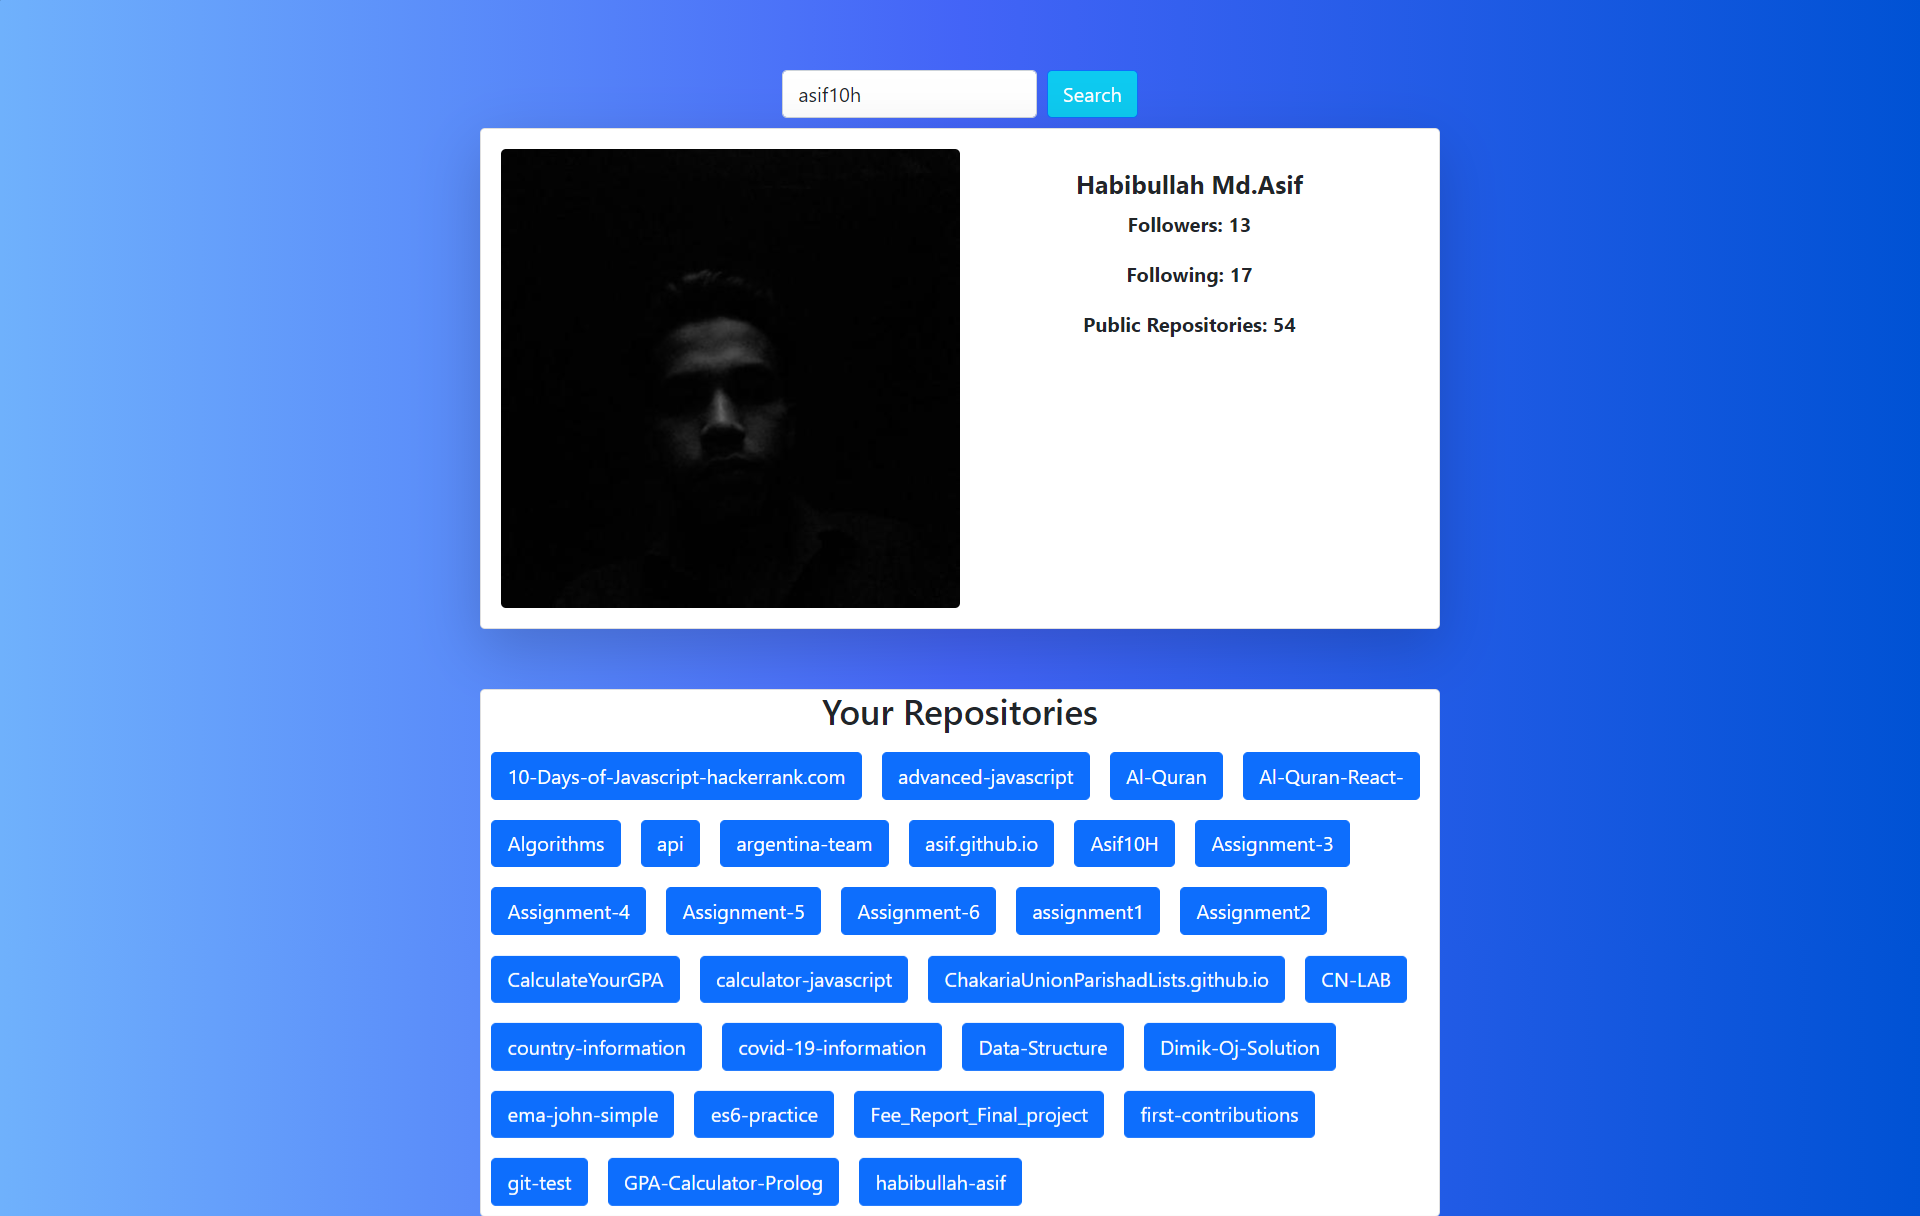 asif10h Search
Habibullah Md.Asif
Followers: 13
Following: 17
Public Repositories: 54
Your Repositories
10-Days-of-Javascript-hackerrank.com advanced-javascript Al-Quran Al-Quran-React-
Algorithms api argentina-team asif.github.io Asif10H Assignment-3
Assignment-4 Assignment-5 Assignment-6 assignment1 Assignment2
CalculateYourGPA calculator-javascript ChakariaUnionParishadLists.github.io CN-LAB
country-information covid-19-information Data-Structure Dimik-Oj-Solution
ema-john-simple es6-practice Fee_Report_Final_project first-contributions
git-test GPA-Calculator-Prolog habibullah-asif